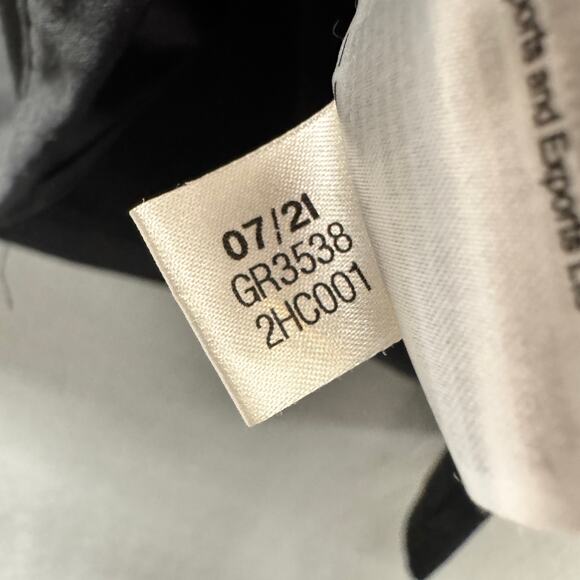 07/21
GR3538
2HC001
and Exports